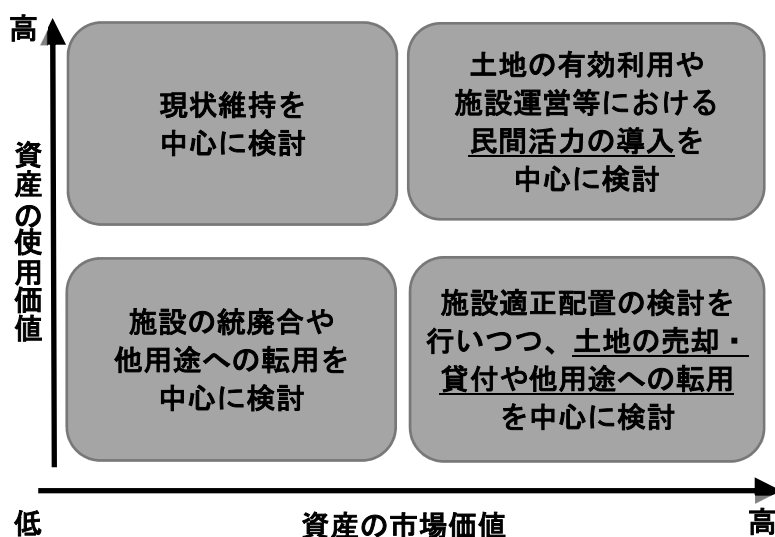 高
資産の使用価値
現状維持を
中心に検討
土地の有効利用や
施設運営等における
民間活力の導入を
中心に検討
施設の統廃合や
他用途への転用を
中心に検討
施設適正配置の検討を
行いつつ、土地の売却・
貸付や他用途への転用
を中心に検討
低
資産の市場価値
高